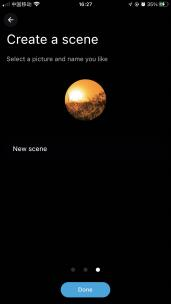 中国移动 16:27 35%
Create a scene
Select a picture and name you like
New scene
Done